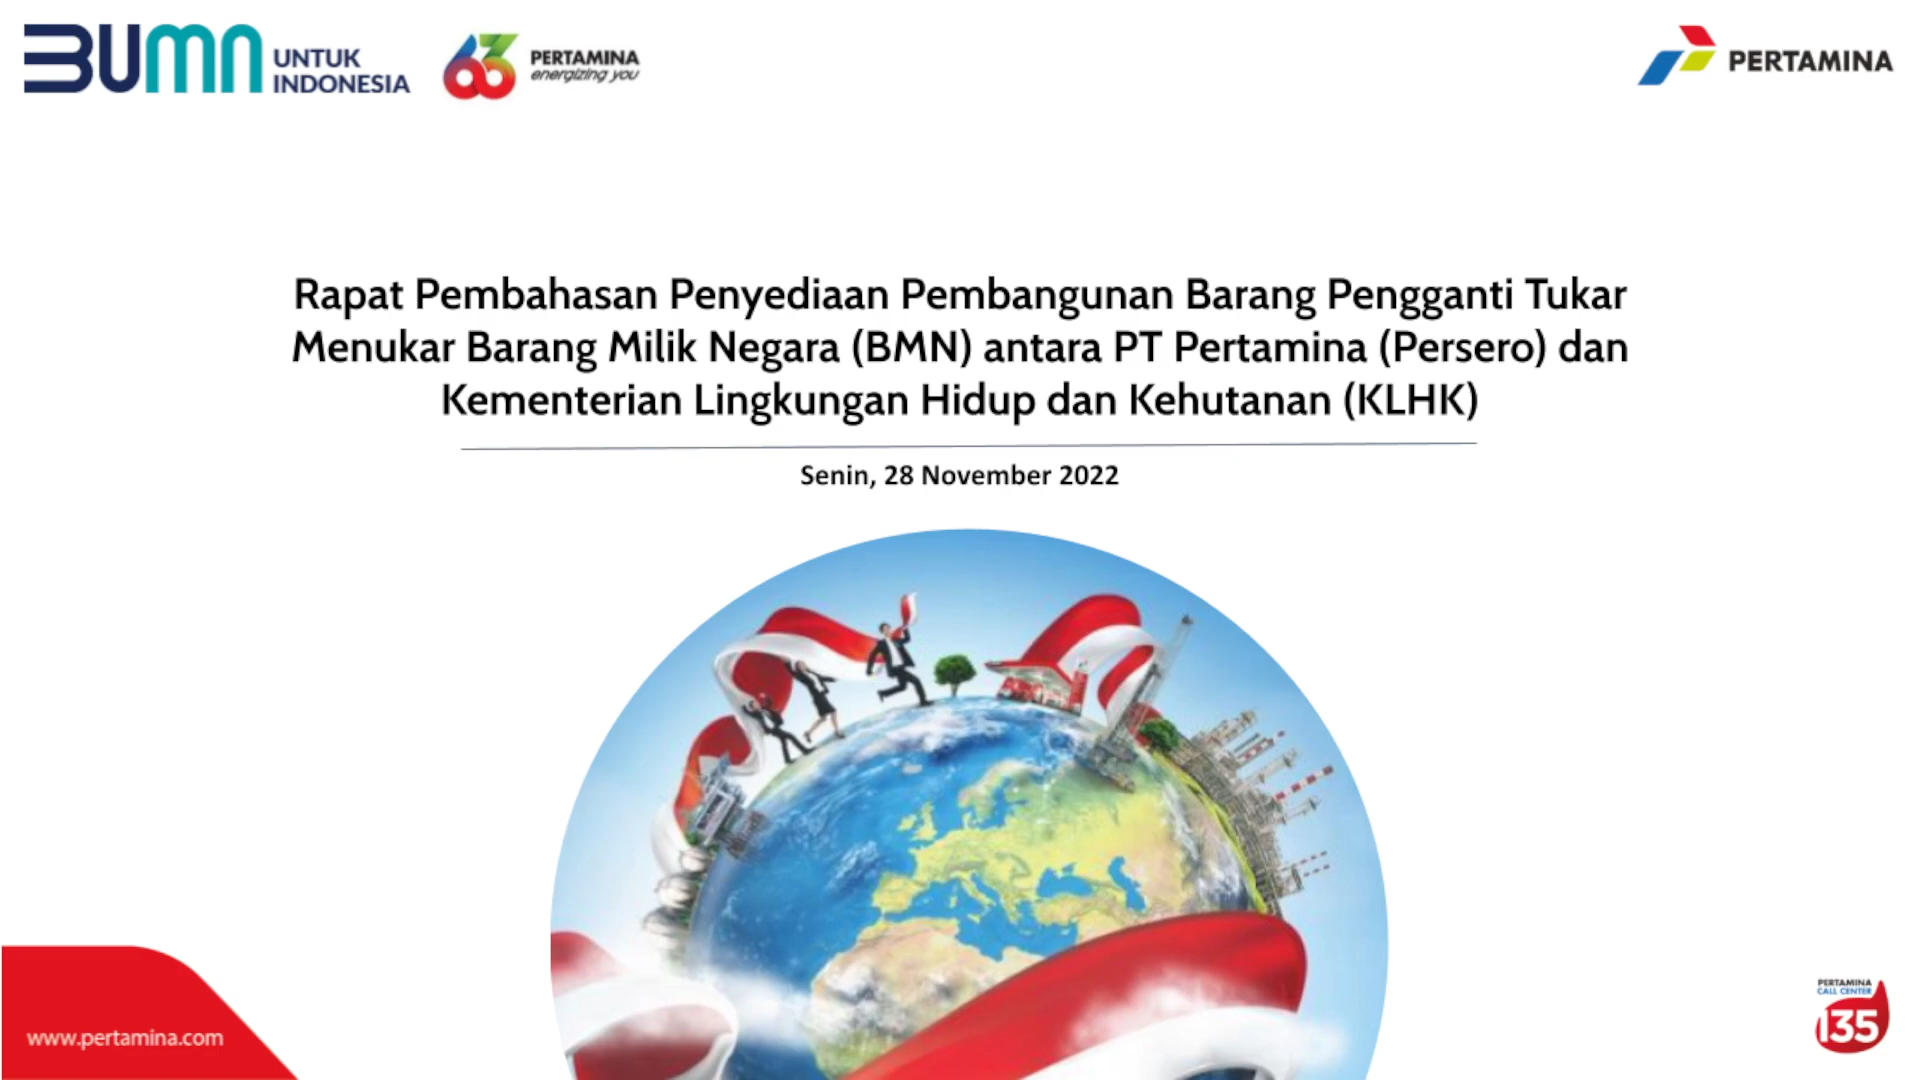 BUMN UNTUK
INDONESIA
63 PERTAMINA
energizing you
PERTAMINA
Rapat Pembahasan Penyediaan Pembangunan Barang Pengganti Tukar
Menukar Barang Milik Negara (BMN) antara PT Pertamina (Persero) dan
Kementerian Lingkungan Hidup dan Kehutanan (KLHK)
Senin, 28 November 2022
www.pertamina.com
PERTAMINA
CALL CENTER
135